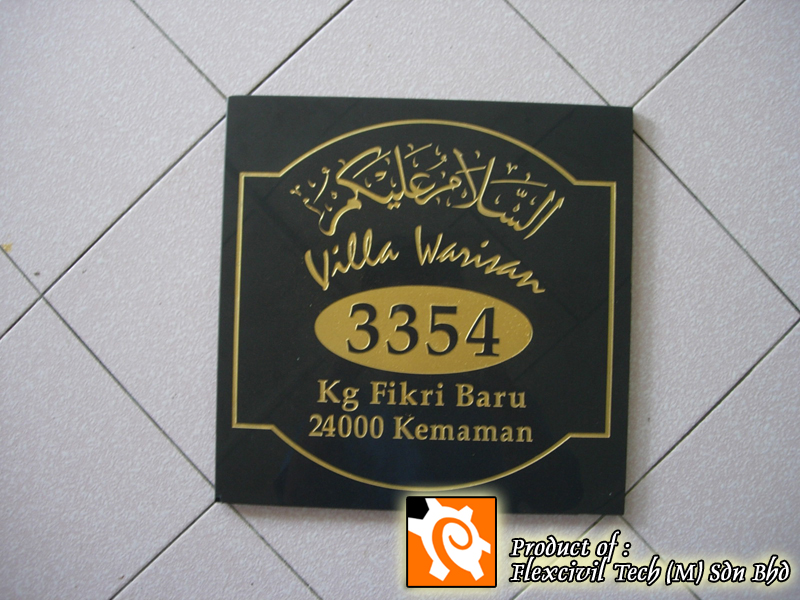 السلام عليكم
Villa Warisan
3354
Kg Fikri Baru
24000 Kemaman
Product of :
Flexcivil Tech (M) Sdn Bhd